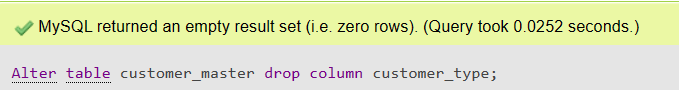 MySQL returned an empty result set (i.e. zero rows). (Query took 0.0252 seconds.)
Alter table customer_master drop column customer_type;